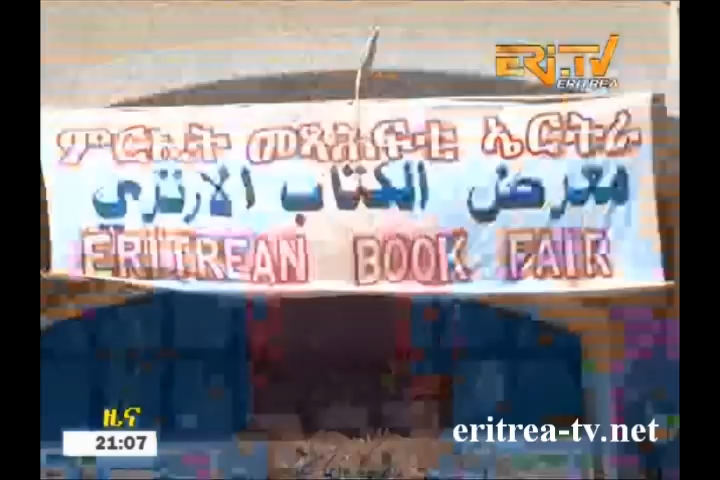 ERi.TV
ERITREA
ምርኢት መጻሕፍቲ ኤርትራ
معرض الكتاب الارتري
ERITREAN BOOK FAIR
ዜና
21:07
eritrea-tv.net